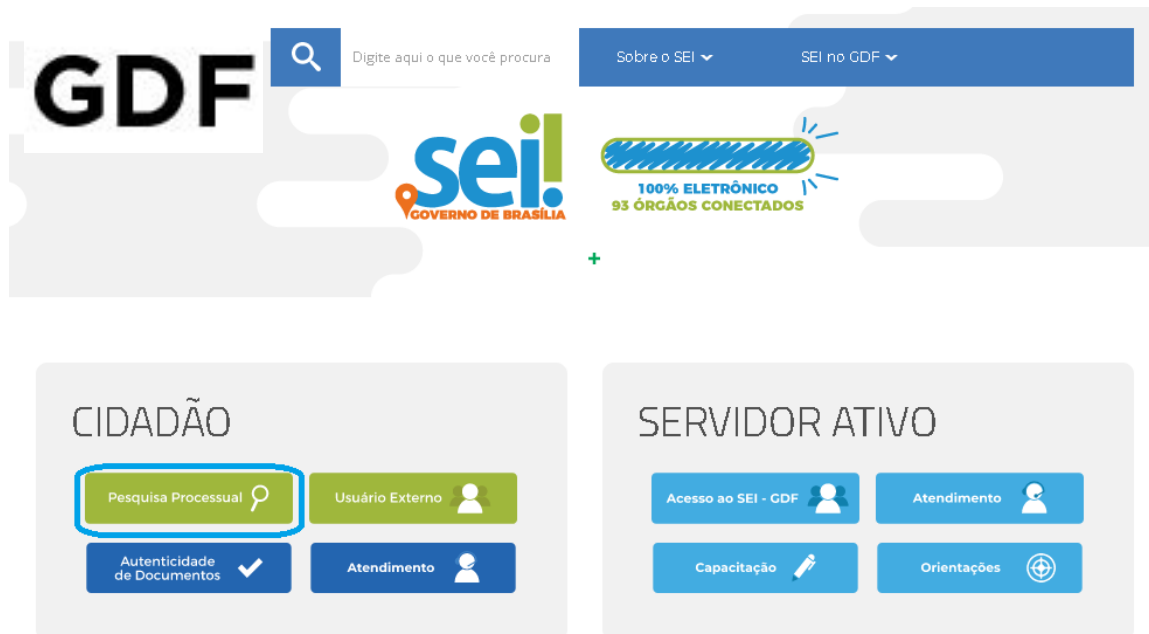 GDF
Digite aqui o que você procura
Sobre o SEI
SEI no GDF
sei!
GOVERNO DE BRASÍLIA
100% ELETRÔNICO
93 ÓRGÃOS CONECTADOS
+
CIDADÃO
Pesquisa Processual
Usuário Externo
Autenticidade
de Documentos
Atendimento
SERVIDOR ATIVO
Acesso ao SEI - GDF
Atendimento
Capacitação
Orientações